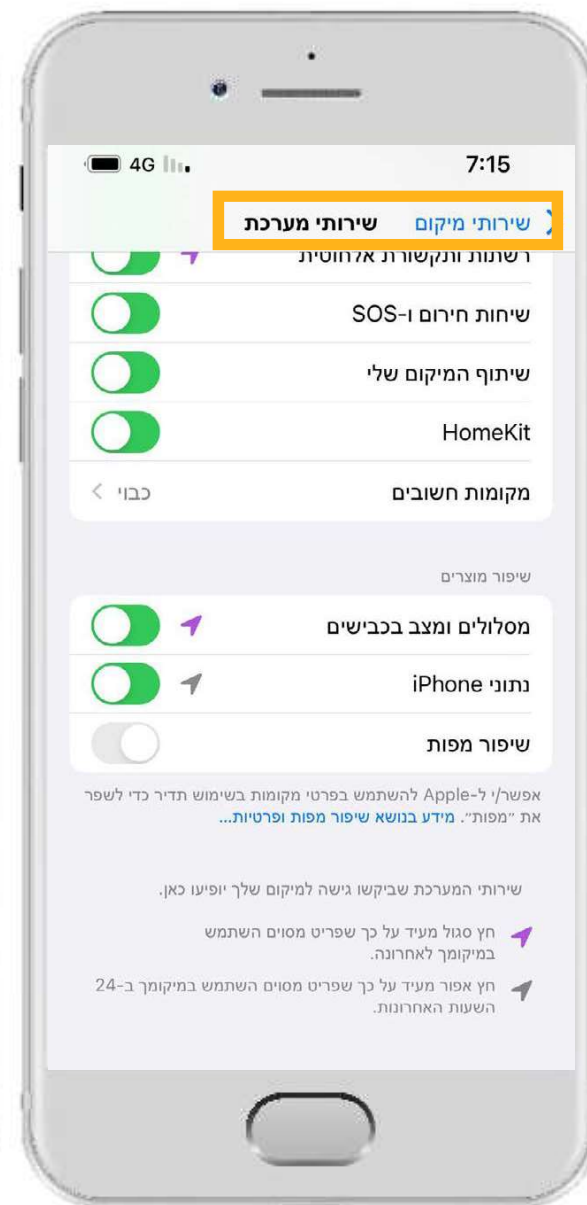 7:15 4G
שירותי מיקום שירותי מערכת
רשתות ותקשורת אלחוטית
שיחות חירום ו-SOS
שיתוף המיקום שלי
HomeKit
מקומות חשובים כבוי
שיפור מוצרים
מסלולים ומצב בכבישים
נתוני iPhone
שיפור מפות
אפשר/י ל-Apple להשתמש בפרטי מקומות בשימוש תדיר כדי לשפר
את ״מפות״. מידע בנושא שיפור מפות ופרטיות...
שירותי המערכת שביקשו גישה למיקום שלך יופיעו כאן.
חץ סגול מעיד על כך שפריט מסוים השתמש
במיקומך לאחרונה.
חץ אפור מעיד על כך שפריט מסוים השתמש במיקומך ב-24
השעות האחרונות.